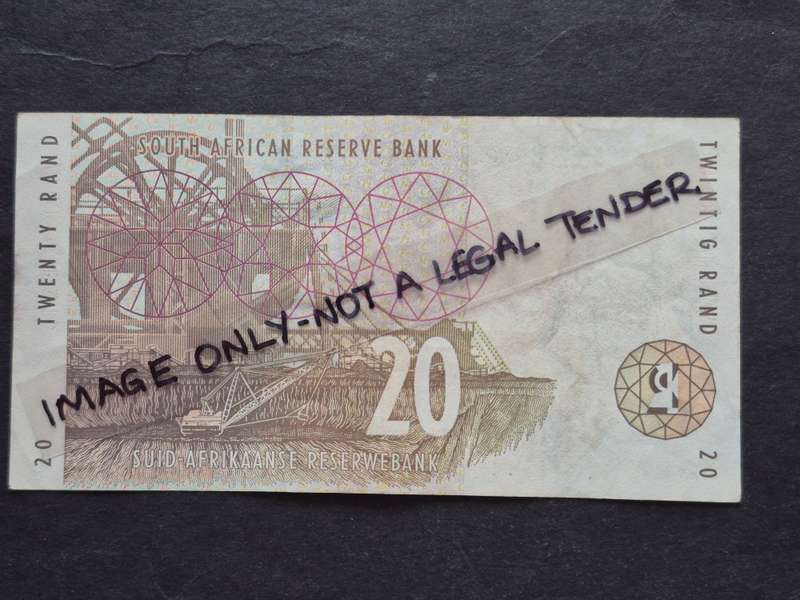 SOUTH AFRICAN RESERVE BANK
TWENTY RAND
TWINTIG RAND
IMAGE ONLY-NOT A LEGAL TENDER.
20
SUID-AFRIKAANSE RESERWEBANK
20
20